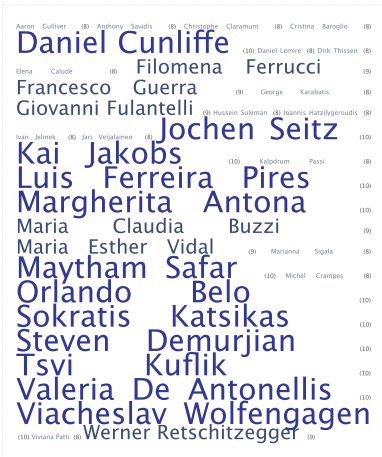 Aaron Gulliver (8) Anthony Savidis (8) Christophe Claramunt (8) Cristina Baroglio (8)
Daniel Cunliffe (10) Daniel Lemire (8) Dirk Thissen (8)
Elena Calude (8) Filomena Ferrucci (9)
Francesco Guerra (9) George Karabatis (8)
Giovanni Fulantelli (9) Hussein Suleman (8) Ioannis Hatzilygeroudis (8)
Ivan Jelinek (8) Jari Veijalainen (8) Jochen Seitz (10)
Kai Jakobs (10) Kalpdrum Passi (8)
Luis Ferreira Pires (10)
Margherita Antona (10)
Maria Claudia Buzzi (9)
Maria Esther Vidal (9) Marianna Sigala (8)
Maytham Safar (10) Michel Crampes (8)
Orlando Belo (10)
Sokratis Katsikas (10)
Steven Demurjian (10)
Tsvi Kuflik (10)
Valeria De Antonellis (10)
Viacheslav Wolfengagen
(10) Viviana Patti (8) Werner Retschitzegger (9)